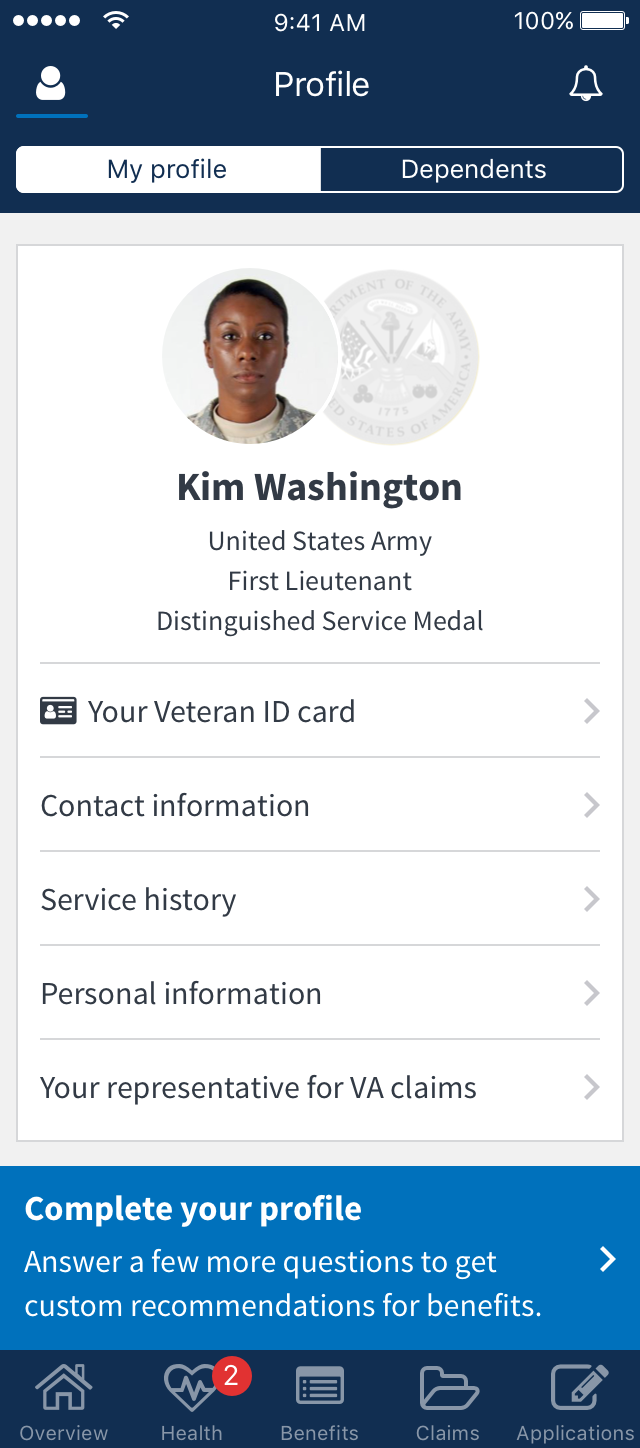 9:41 AM
100%
Profile
My profile
Dependents
DEPARTMENT OF THE ARMY
UNITED STATES OF AMERICA
1775
Kim Washington
United States Army
First Lieutenant
Distinguished Service Medal
Your Veteran ID card
Contact information
Service history
Personal information
Your representative for VA claims
Complete your profile
Answer a few more questions to get
custom recommendations for benefits.
2
Overview
Health
Benefits
Claims
Applications